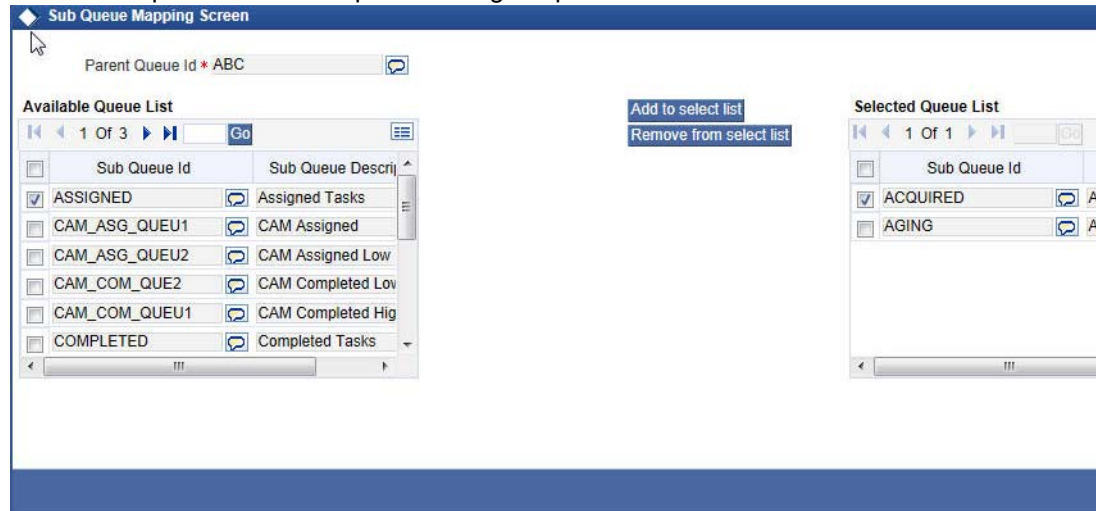 Sub Queue Mapping Screen
Parent Queue Id * ABC
Available Queue List
1 Of 3 Go
Sub Queue Id Sub Queue Descrip
ASSIGNED Assigned Tasks
CAM_ASG_QUEU1 CAM Assigned
CAM_ASG_QUEU2 CAM Assigned Low
CAM_COM_QUE2 CAM Completed Low
CAM_COM_QUEU1 CAM Completed Hig
COMPLETED Completed Tasks
Add to select list
Remove from select list
Selected Queue List
1 Of 1 Go
Sub Queue Id
ACQUIRED A
AGING A